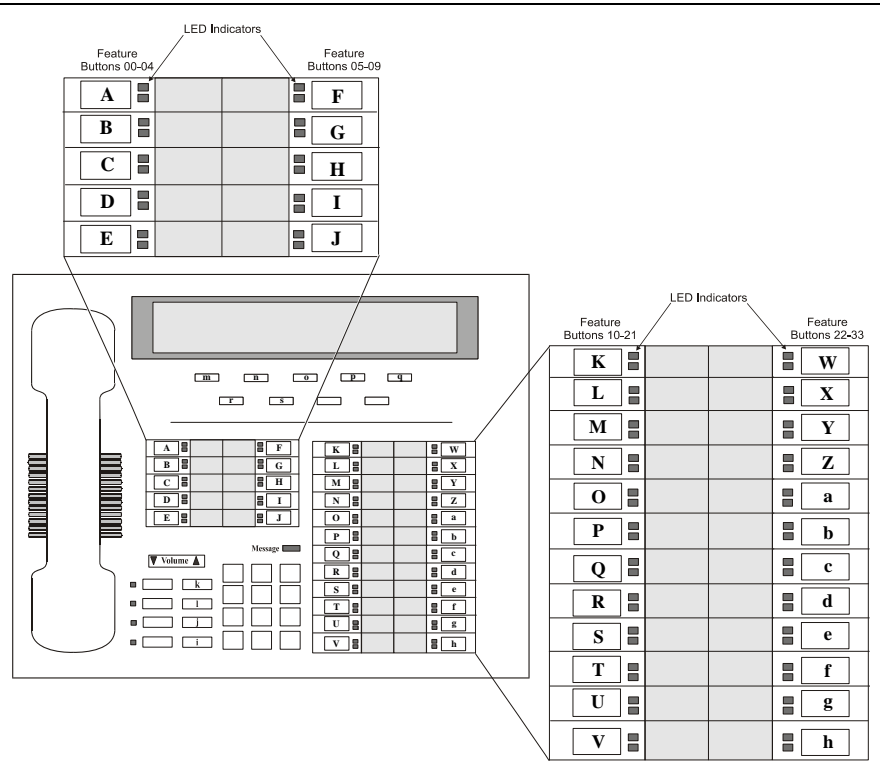 LED Indicators
Feature
Buttons 00-04
Feature
Buttons 05-09
A F
B G
C H
D I
E J
LED Indicators
Feature
Buttons 10-21
Feature
Buttons 22-33
K W
L X
M Y
N Z
O a
P b
Q c
R d
S e
T f
U g
V h
m n o p q
r s
A F
B G
C H
D I
E J
K W
L X
M Y
N Z
O a
P b
Q c
R d
S e
T f
U g
V h
Message
Volume
k
l
j
i